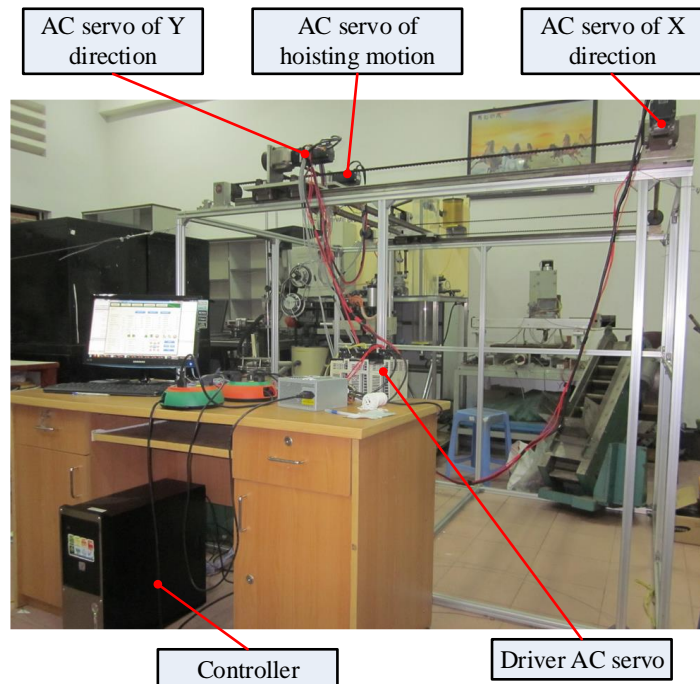 AC servo of Y
direction
AC servo of
hoisting motion
AC servo of X
direction
Controller
Driver AC servo